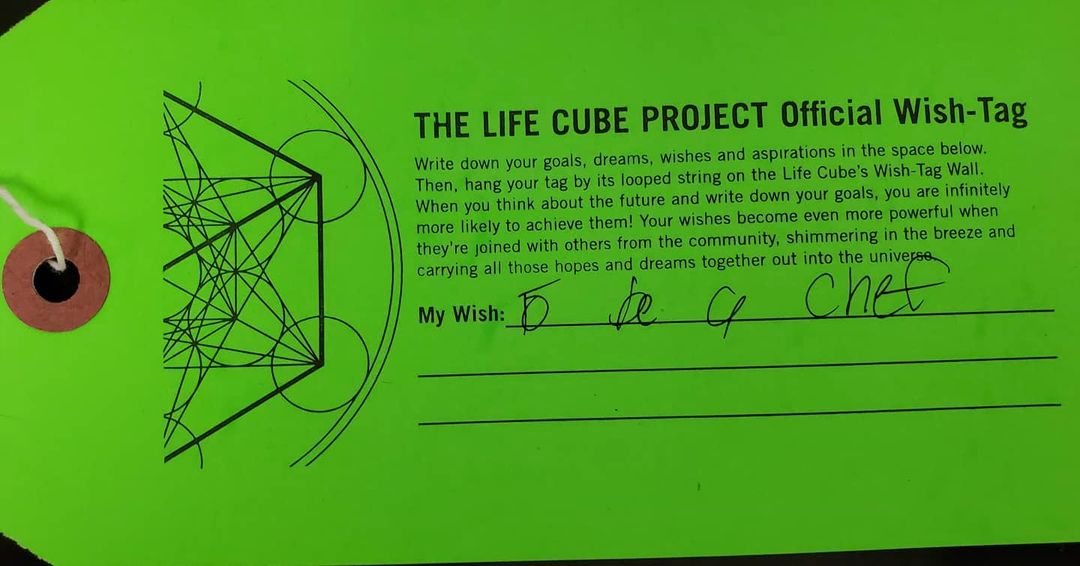 THE LIFE CUBE PROJECT Official Wish-Tag
Write down your goals, dreams, wishes and aspirations in the space below.
Then, hang your tag by its looped string on the Life Cube's Wish-Tag Wall.
When you think about the future and write down your goals, you are infinitely
more likely to achieve them! Your wishes become even more powerful when
they're joined with others from the community, shimmering in the breeze and
carrying all those hopes and dreams together out into the universe.
My Wish: To be a Chef